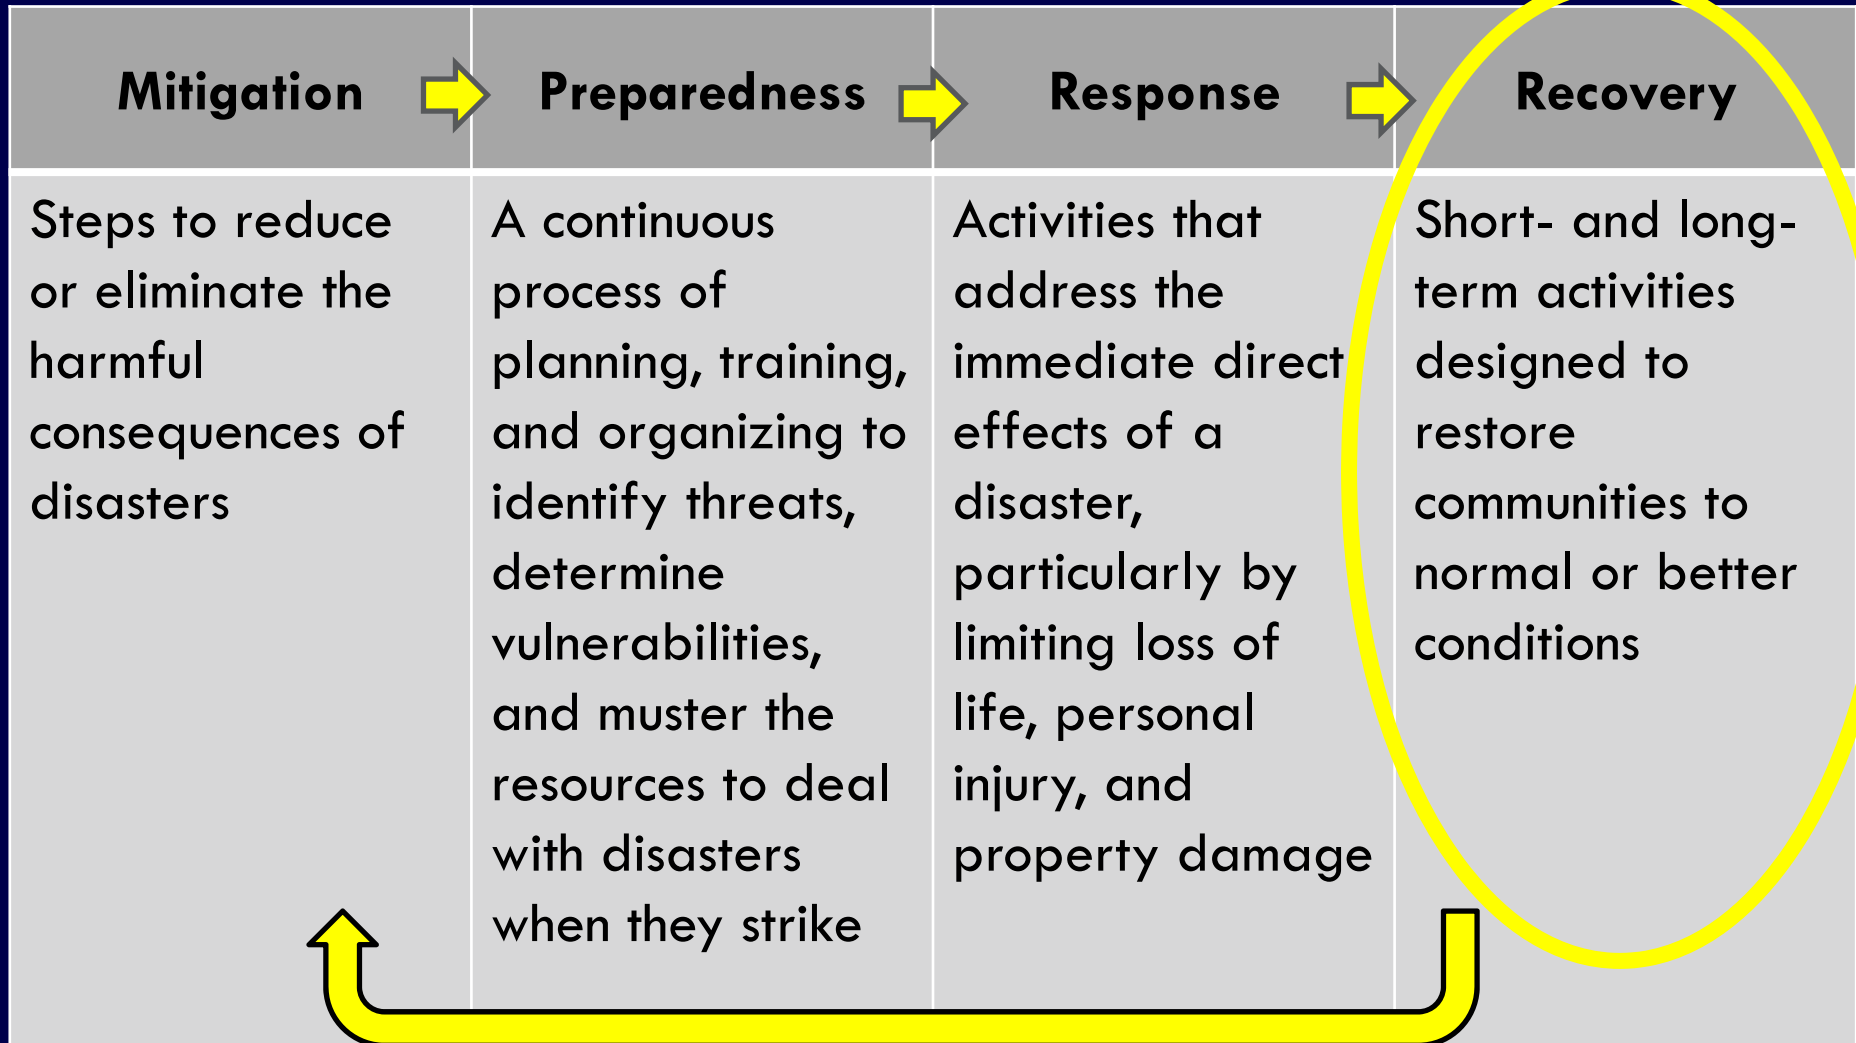 Mitigation
Preparedness
Response
Recovery
Steps to reduce
or eliminate the
harmful
consequences of
disasters
A continuous
process of
planning, training,
and organizing to
identify threats,
determine
vulnerabilities,
and muster the
resources to deal
with disasters
when they strike
Activities that
address the
immediate direct
effects of a
disaster,
particularly by
limiting loss of
life, personal
injury, and
property damage
Short- and long-
term activities
designed to
restore
communities to
normal or better
conditions